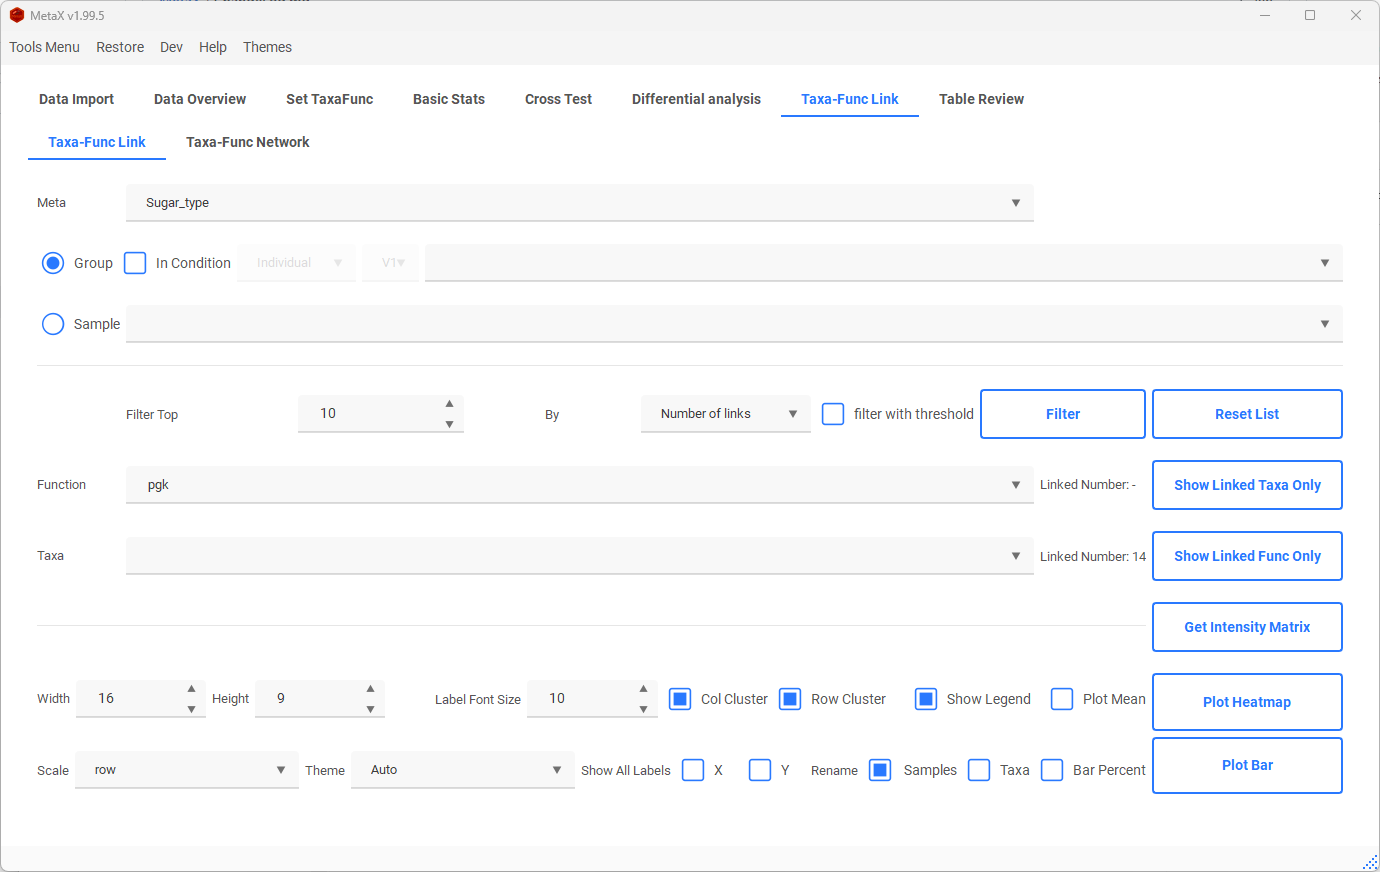 MetaX v1.99.5
Tools Menu Restore Dev Help Themes
Data Import Data Overview Set TaxaFunc Basic Stats Cross Test Differential analysis Taxa-Func Link Table Review
Taxa-Func Link Taxa-Func Network
Meta Sugar_type
Group In Condition Individual V1
Sample
Filter Top 10 By Number of links filter with threshold Filter Reset List
Function pgk Linked Number: - Show Linked Taxa Only
Taxa Linked Number: 14 Show Linked Func Only
Get Intensity Matrix
Width 16 Height 9 Label Font Size 10 Col Cluster Row Cluster Show Legend Plot Mean Plot Heatmap
Scale row Theme Auto Show All Labels X Y Rename Samples Taxa Bar Percent Plot Bar